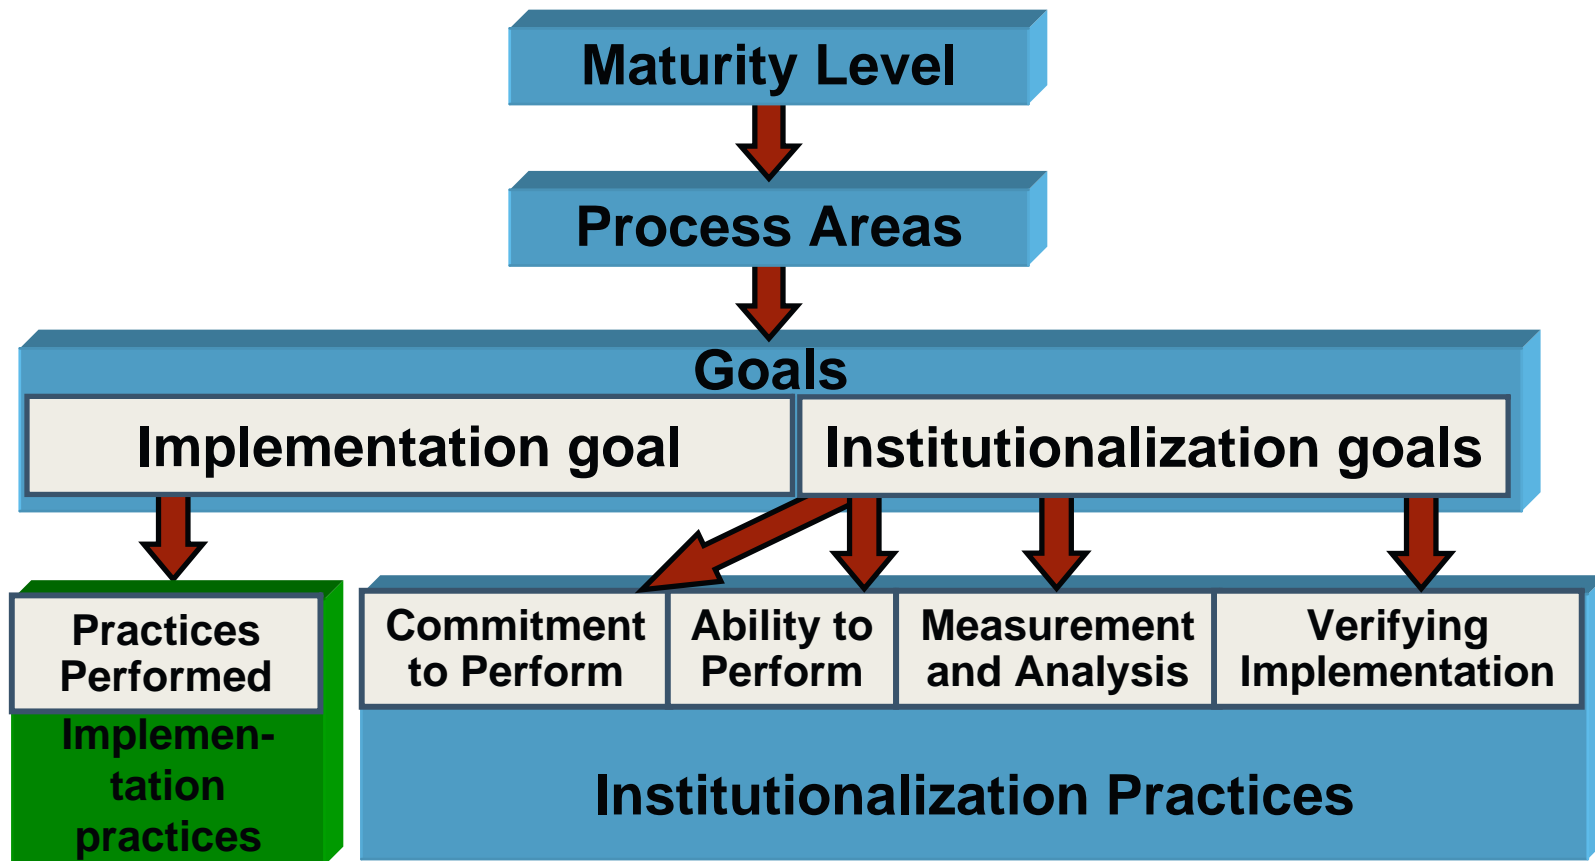 Maturity Level
Process Areas
Goals
Implementation goal
Institutionalization goals
Practices
Performed
Implemen-
tation
practices
Commitment
to Perform
Ability to
Perform
Measurement
and Analysis
Verifying
Implementation
Institutionalization Practices